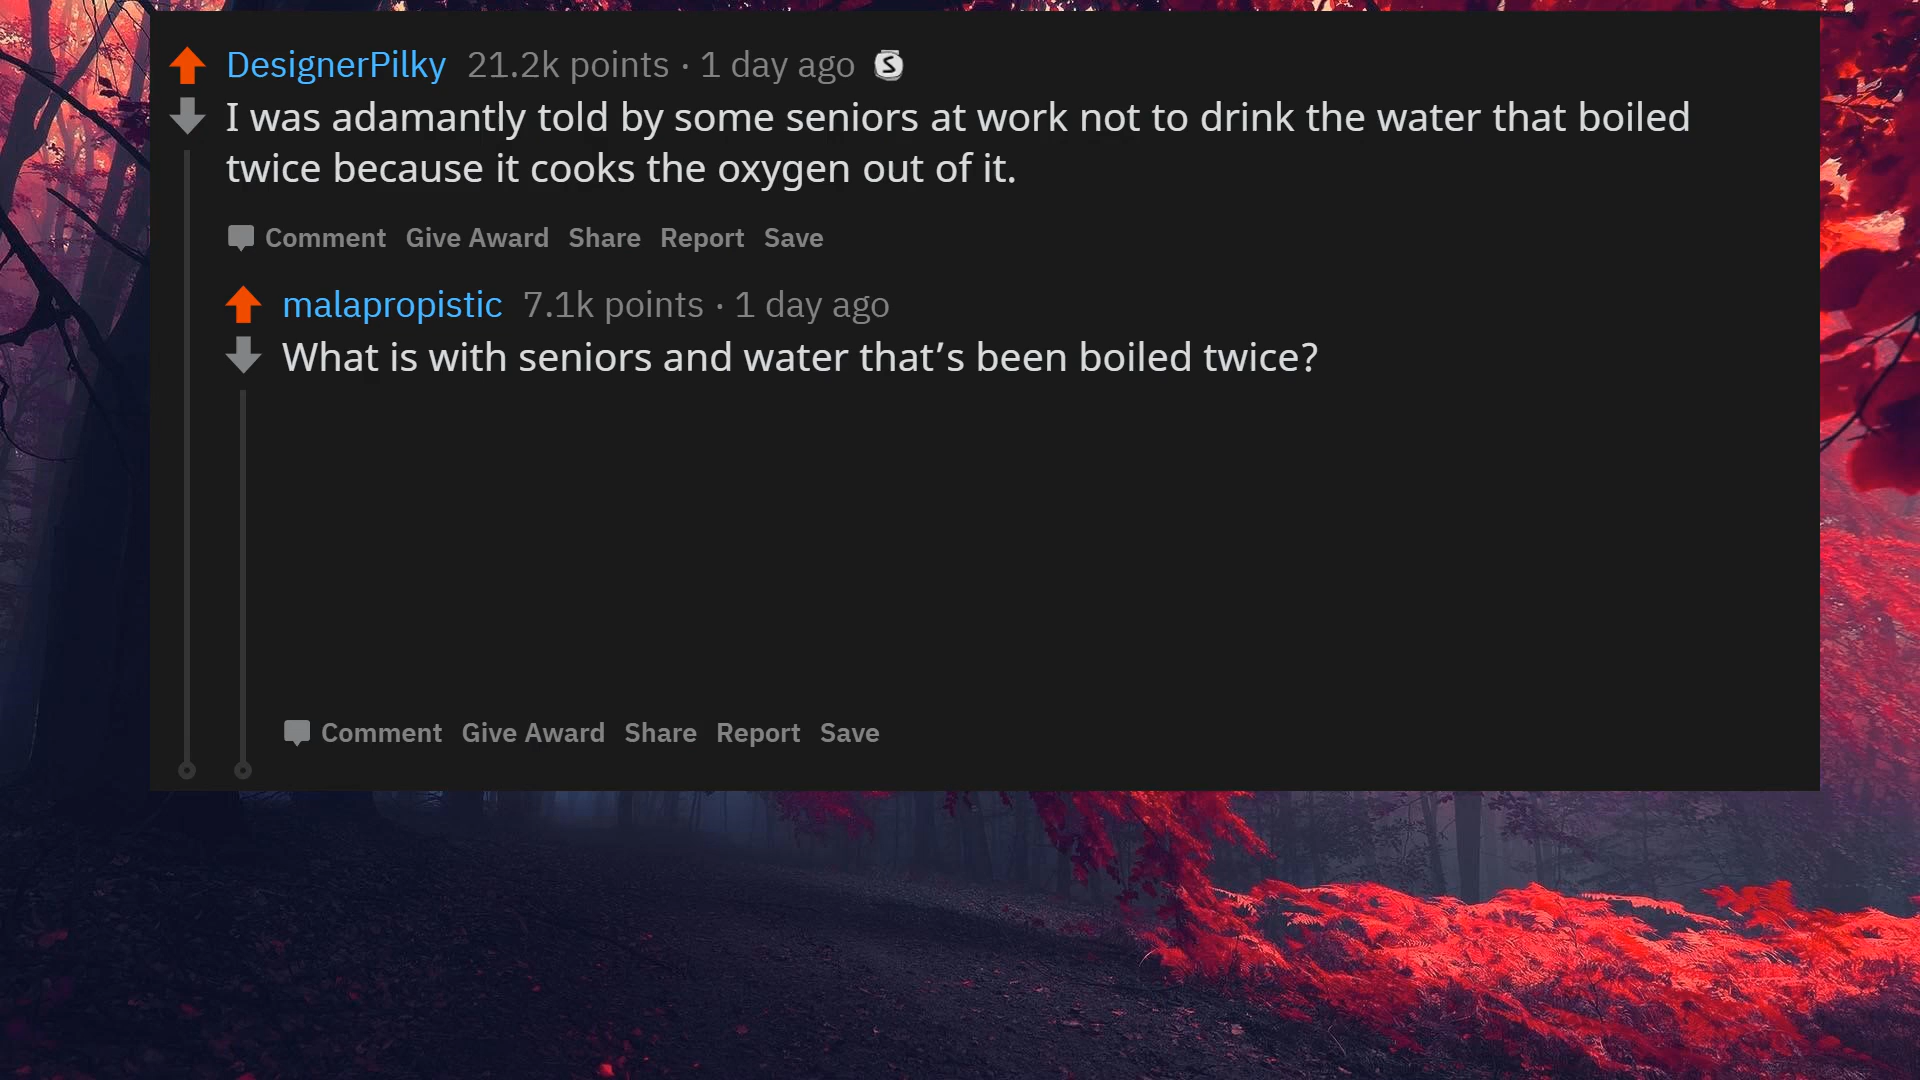 DesignerPilky 21.2k points · 1 day ago S
I was adamantly told by some seniors at work not to drink the water that boiled
twice because it cooks the oxygen out of it.
Comment Give Award Share Report Save
malapropistic 7.1k points · 1 day ago
What is with seniors and water that’s been boiled twice?
Comment Give Award Share Report Save